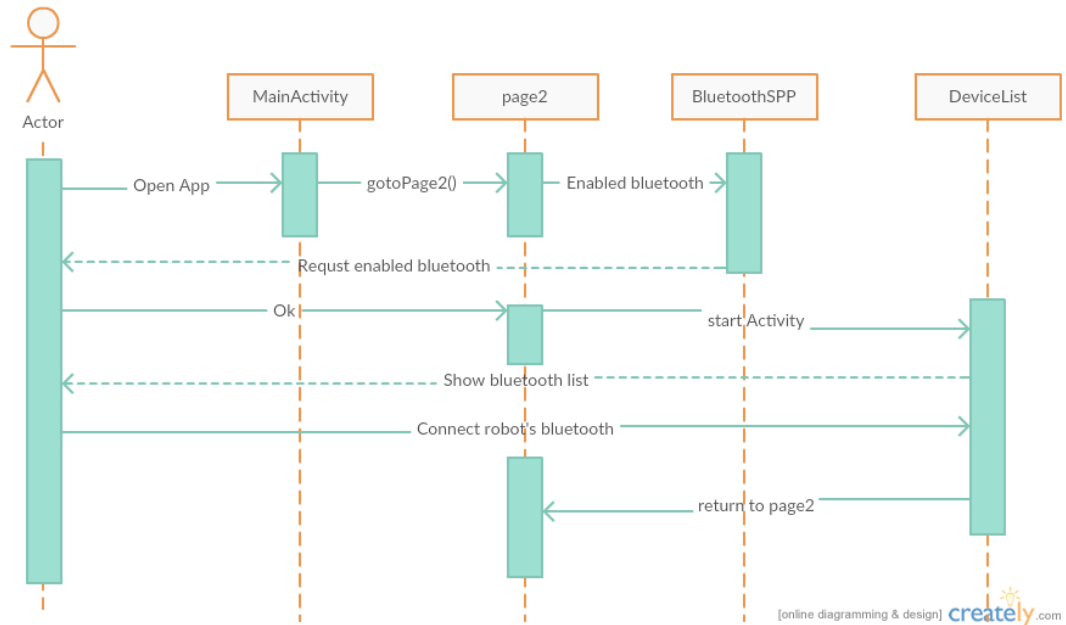 Actor
MainActivity
page2
BluetoothSPP
DeviceList
Open App
gotoPage2()
Enabled bluetooth
Requst enabled bluetooth
Ok
start Activity
Show bluetooth list
Connect robot's bluetooth
return to page2
[online diagramming & design] creately.com